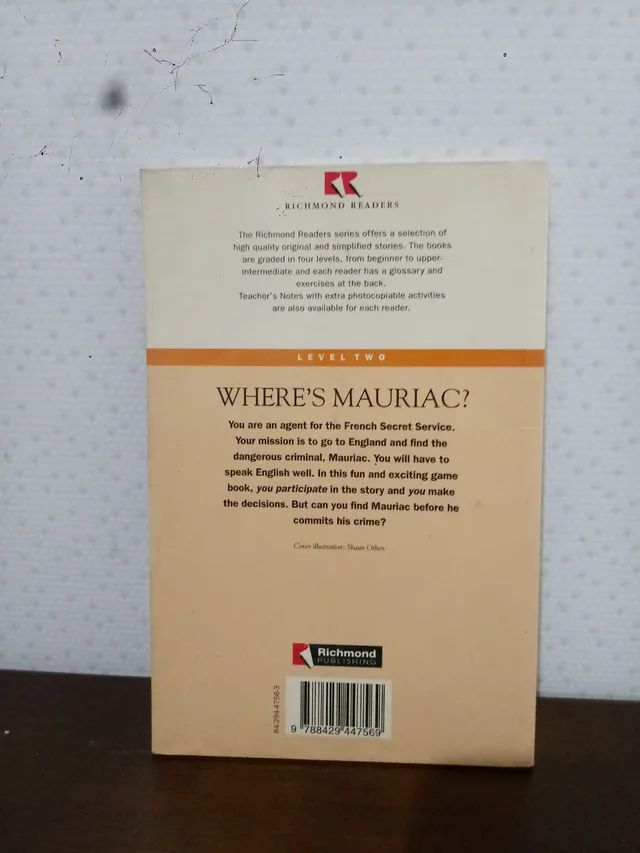 RICHMOND READERS
The Richmond Readers series offers a selection of
high quality original and simplified stories. The books
are graded in four levels, from beginner to upper-
intermediate and each reader has a glossary and
exercises at the back.
Teacher's Notes with extra photocopiable activities
are also available for each reader.
LEVEL TWO
WHERE'S MAURIAC?
You are an agent for the French Secret Service.
Your mission is to go to England and find the
dangerous criminal, Mauriac. You will have to
speak English well. In this fun and exciting game
book, you participate in the story and you make
the decisions. But can you find Mauriac before he
commits his crime?
Cover illustration: Shaun Othen
Richmond
PUBLISHING
84-294-4756-3
9 788429 447569